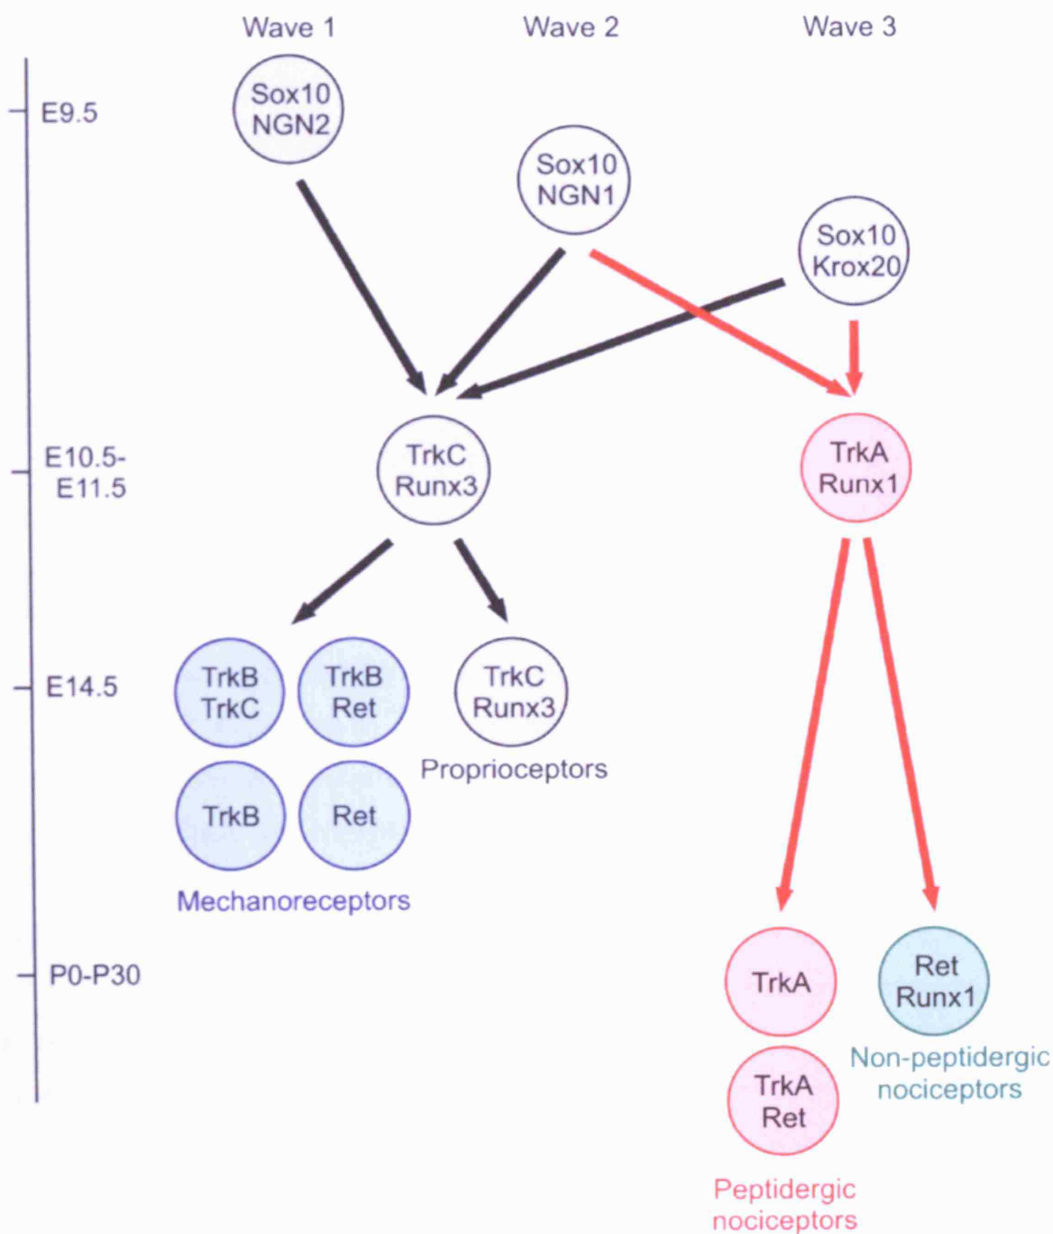 Wave 1
Wave 2
Wave 3
E9.5
Sox10
NGN2
Sox10
NGN1
Sox10
Krox20
E10.5-
E11.5
TrkC
Runx3
TrkA
Runx1
E14.5
TrkB
TrkC
TrkB
Ret
TrkC
Runx3
Proprioceptors
TrkB
Ret
Mechanoreceptors
P0-P30
TrkA
Ret
Runx1
Non-peptidergic
nociceptors
TrkA
Ret
Peptidergic
nociceptors